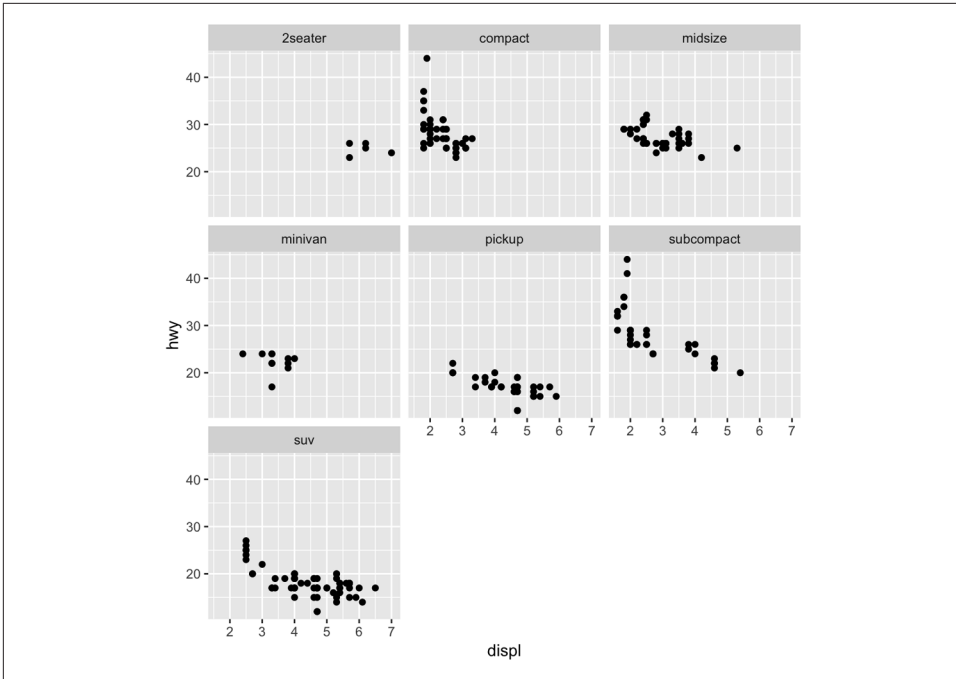 2seater
compact
midsize
40
30
20
minivan
pickup
subcompact
hwy
40
30
20
2 3 4 5 6 7
2 3 4 5 6 7
suv
40
30
20
2 3 4 5 6 7
displ